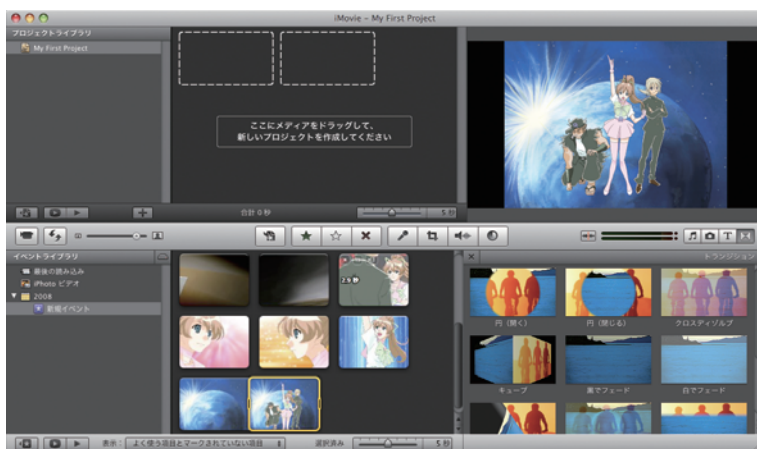 iMovie - My First Project
プロジェクトライブラリ
My First Project
ここにメディアをドラッグして、
新しいプロジェクトを作成してください
合計 0 秒
5 秒
イベントライブラリ
最後の読み込み
iPhoto ビデオ
2008
新規イベント
トランジション
円（開く）
円（閉じる）
クロスディゾルブ
キューブ
黒でフェード
白でフェード
表示：
よく使う項目とマークされていない項目
選択済み
5 秒